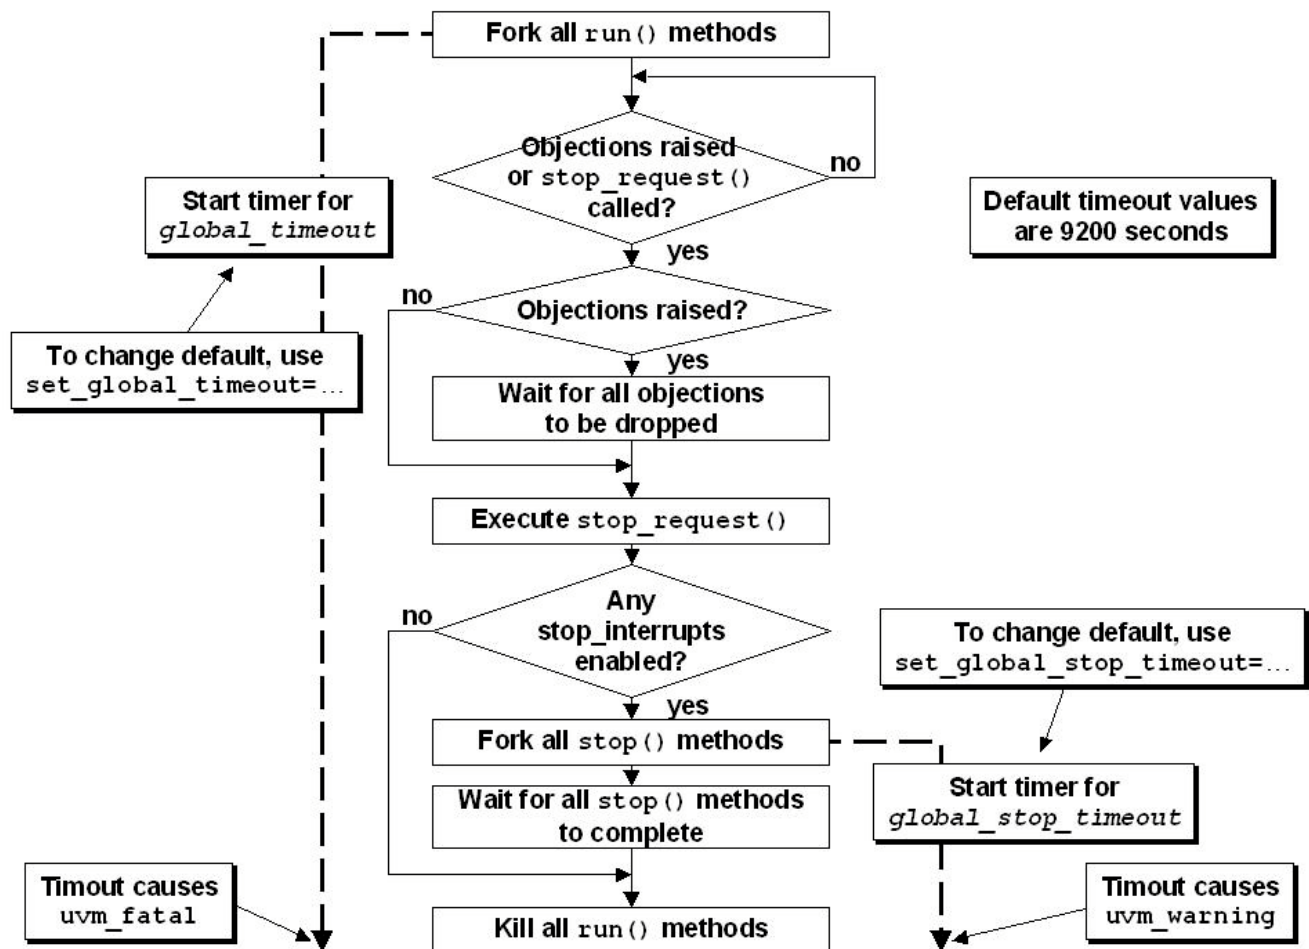 Fork all run() methods
Objections raised
or stop_request()
called?
no
Start timer for
global_timeout
Default timeout values
are 9200 seconds
yes
no
Objections raised?
To change default, use
set_global_timeout=...
yes
Wait for all objections
to be dropped
Execute stop_request()
no
Any
stop_interrupts
enabled?
To change default, use
set_global_stop_timeout=...
yes
Fork all stop() methods
Start timer for
global_stop_timeout
Wait for all stop() methods
to complete
Timout causes
uvm_fatal
Timout causes
uvm_warning
Kill all run() methods